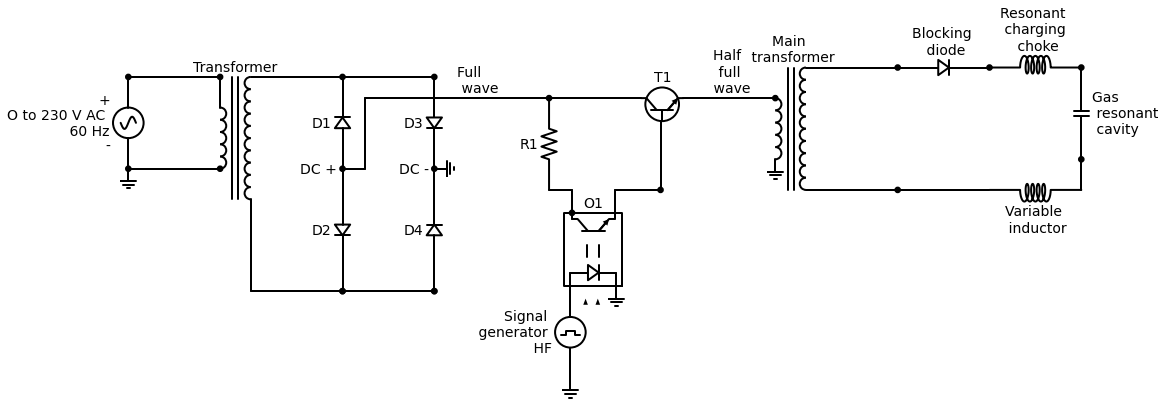 Transformer
+
O to 230 V AC
60 Hz
-
D1
D3
DC +
DC -
D2
D4
Full
wave
R1
T1
O1
Signal
generator
HF
Half
full
wave
Main
transformer
Blocking
diode
Resonant
charging
choke
Gas
resonant
cavity
Variable
inductor